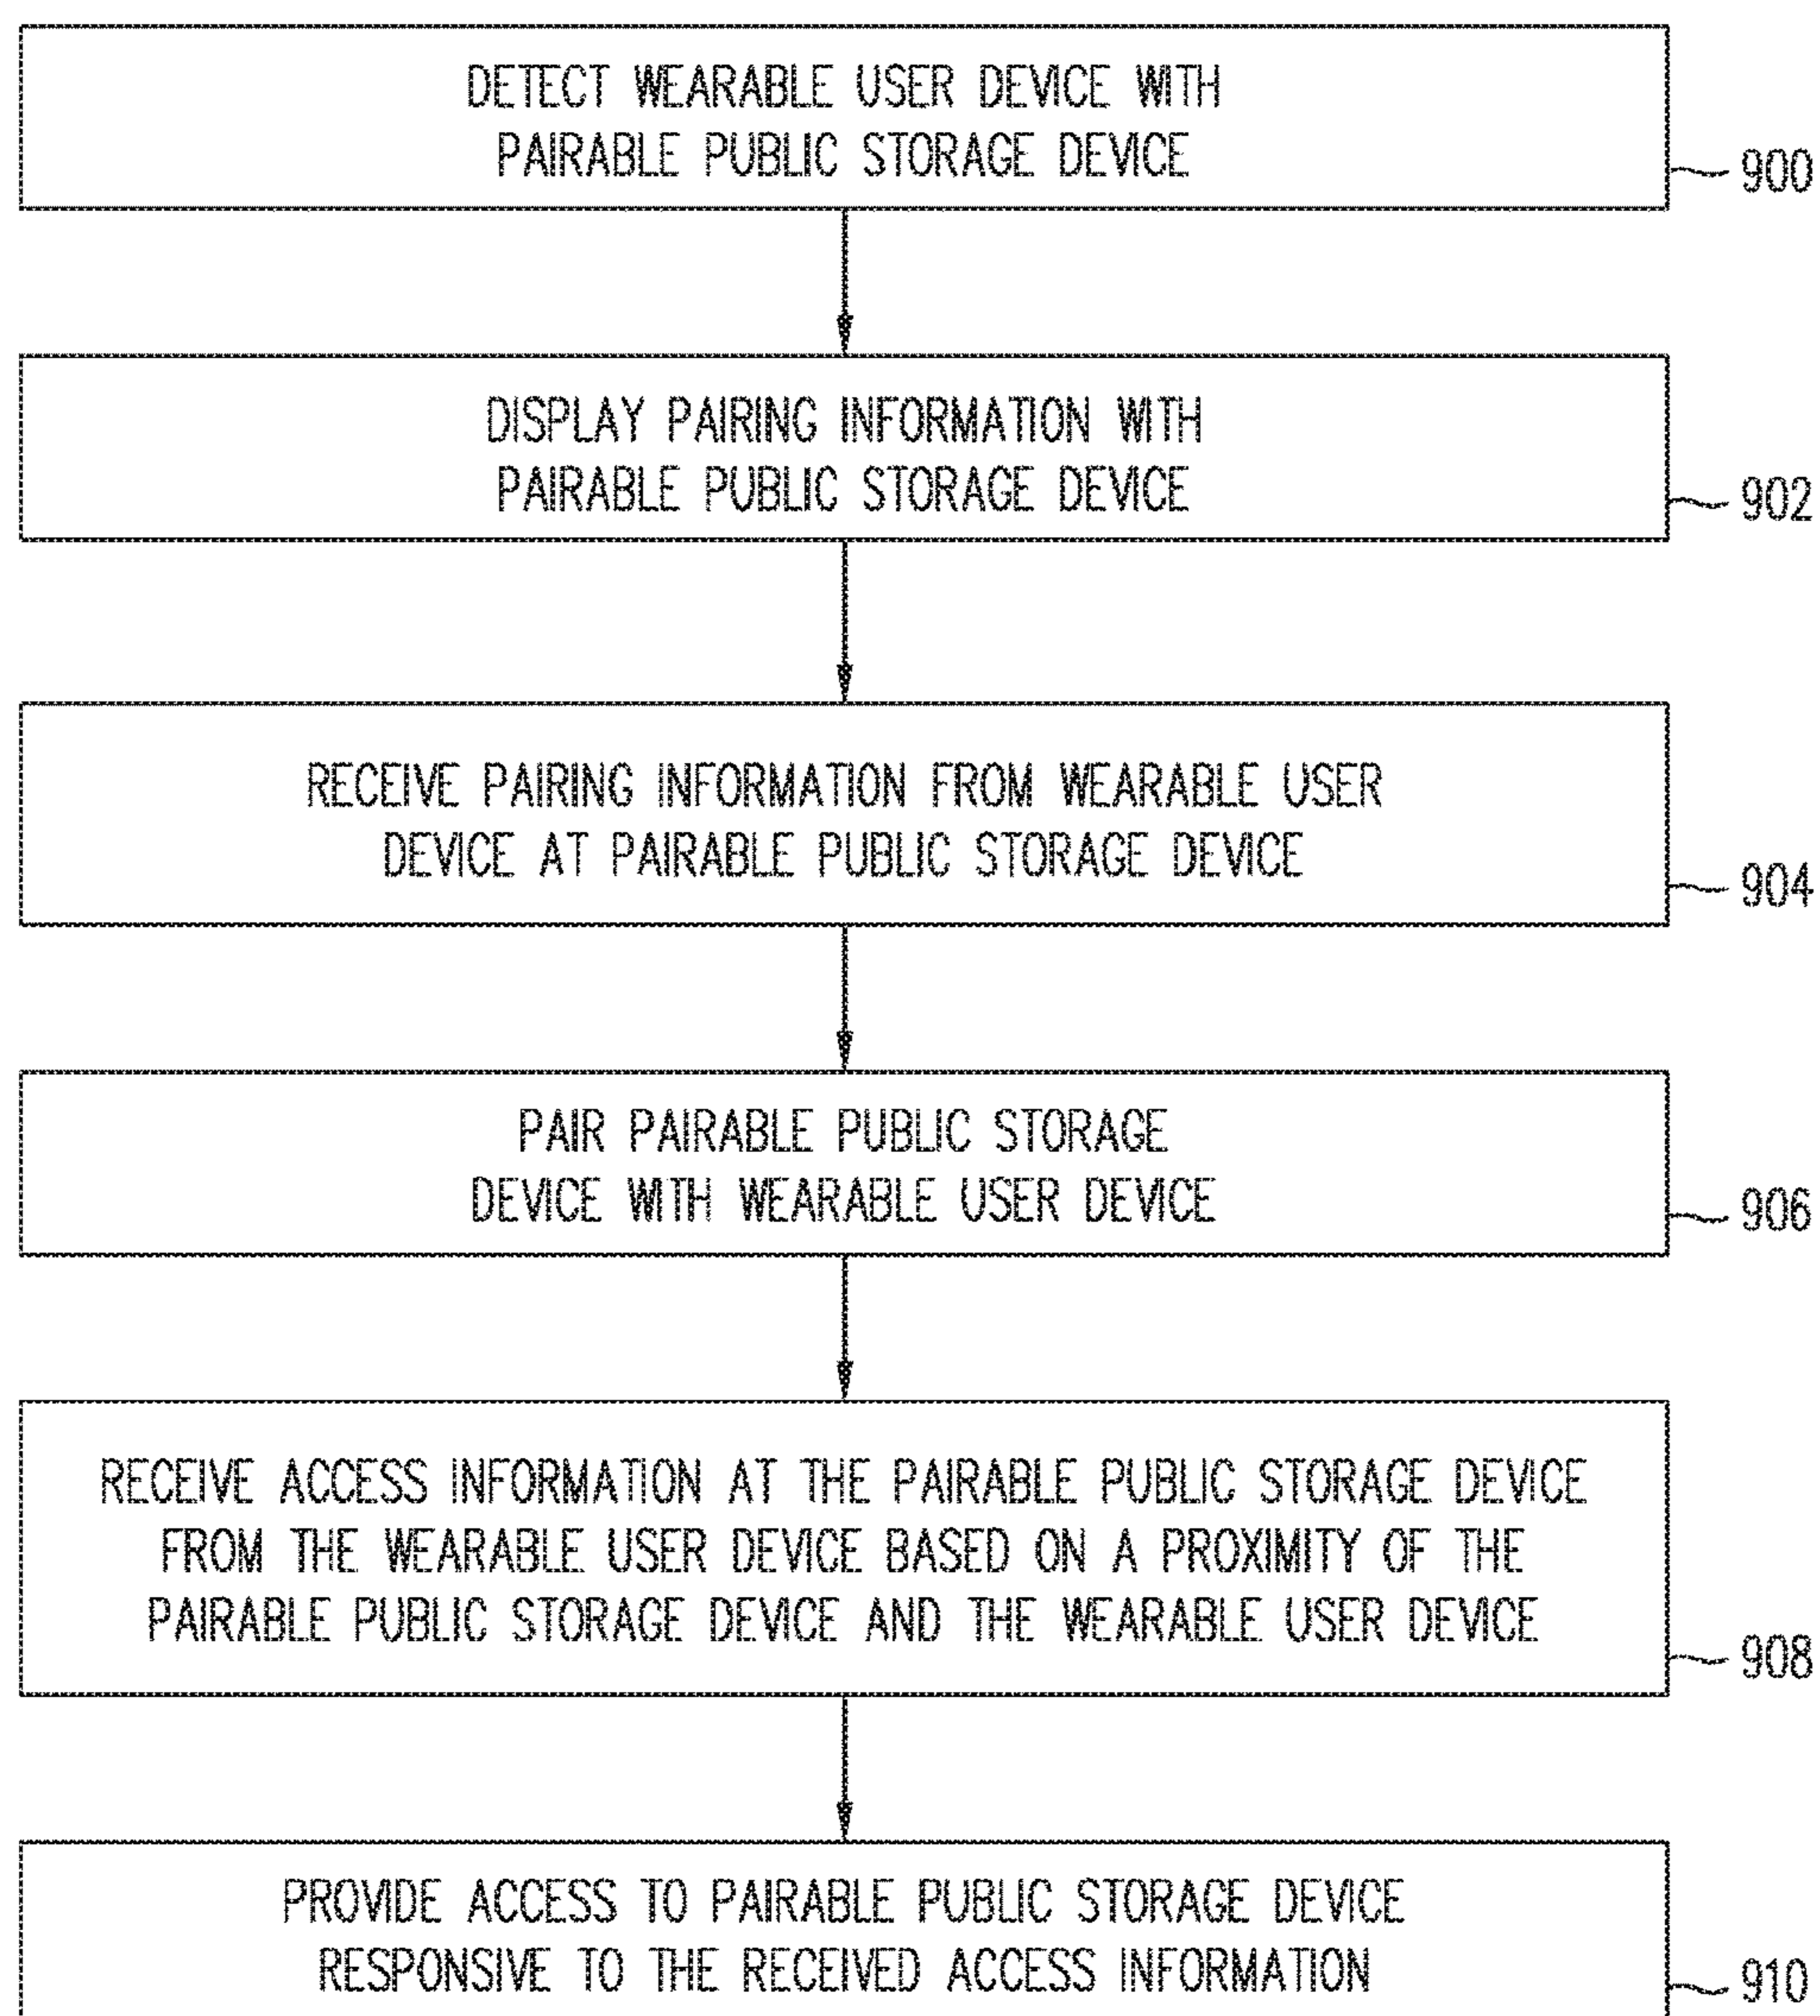 DETECT WEARABLE USER DEVICE WITH
PAIRABLE PUBLIC STORAGE DEVICE
900
DISPLAY PAIRING INFORMATION WITH
PAIRABLE PUBLIC STORAGE DEVICE
902
RECEIVE PAIRING INFORMATION FROM WEARABLE USER
DEVICE AT PAIRABLE PUBLIC STORAGE DEVICE
904
PAIR PAIRABLE PUBLIC STORAGE
DEVICE WITH WEARABLE USER DEVICE
906
RECEIVE ACCESS INFORMATION AT THE PAIRABLE PUBLIC STORAGE DEVICE
FROM THE WEARABLE USER DEVICE BASED ON A PROXIMITY OF THE
PAIRABLE PUBLIC STORAGE DEVICE AND THE WEARABLE USER DEVICE
908
PROVIDE ACCESS TO PAIRABLE PUBLIC STORAGE DEVICE
RESPONSIVE TO THE RECEIVED ACCESS INFORMATION
910